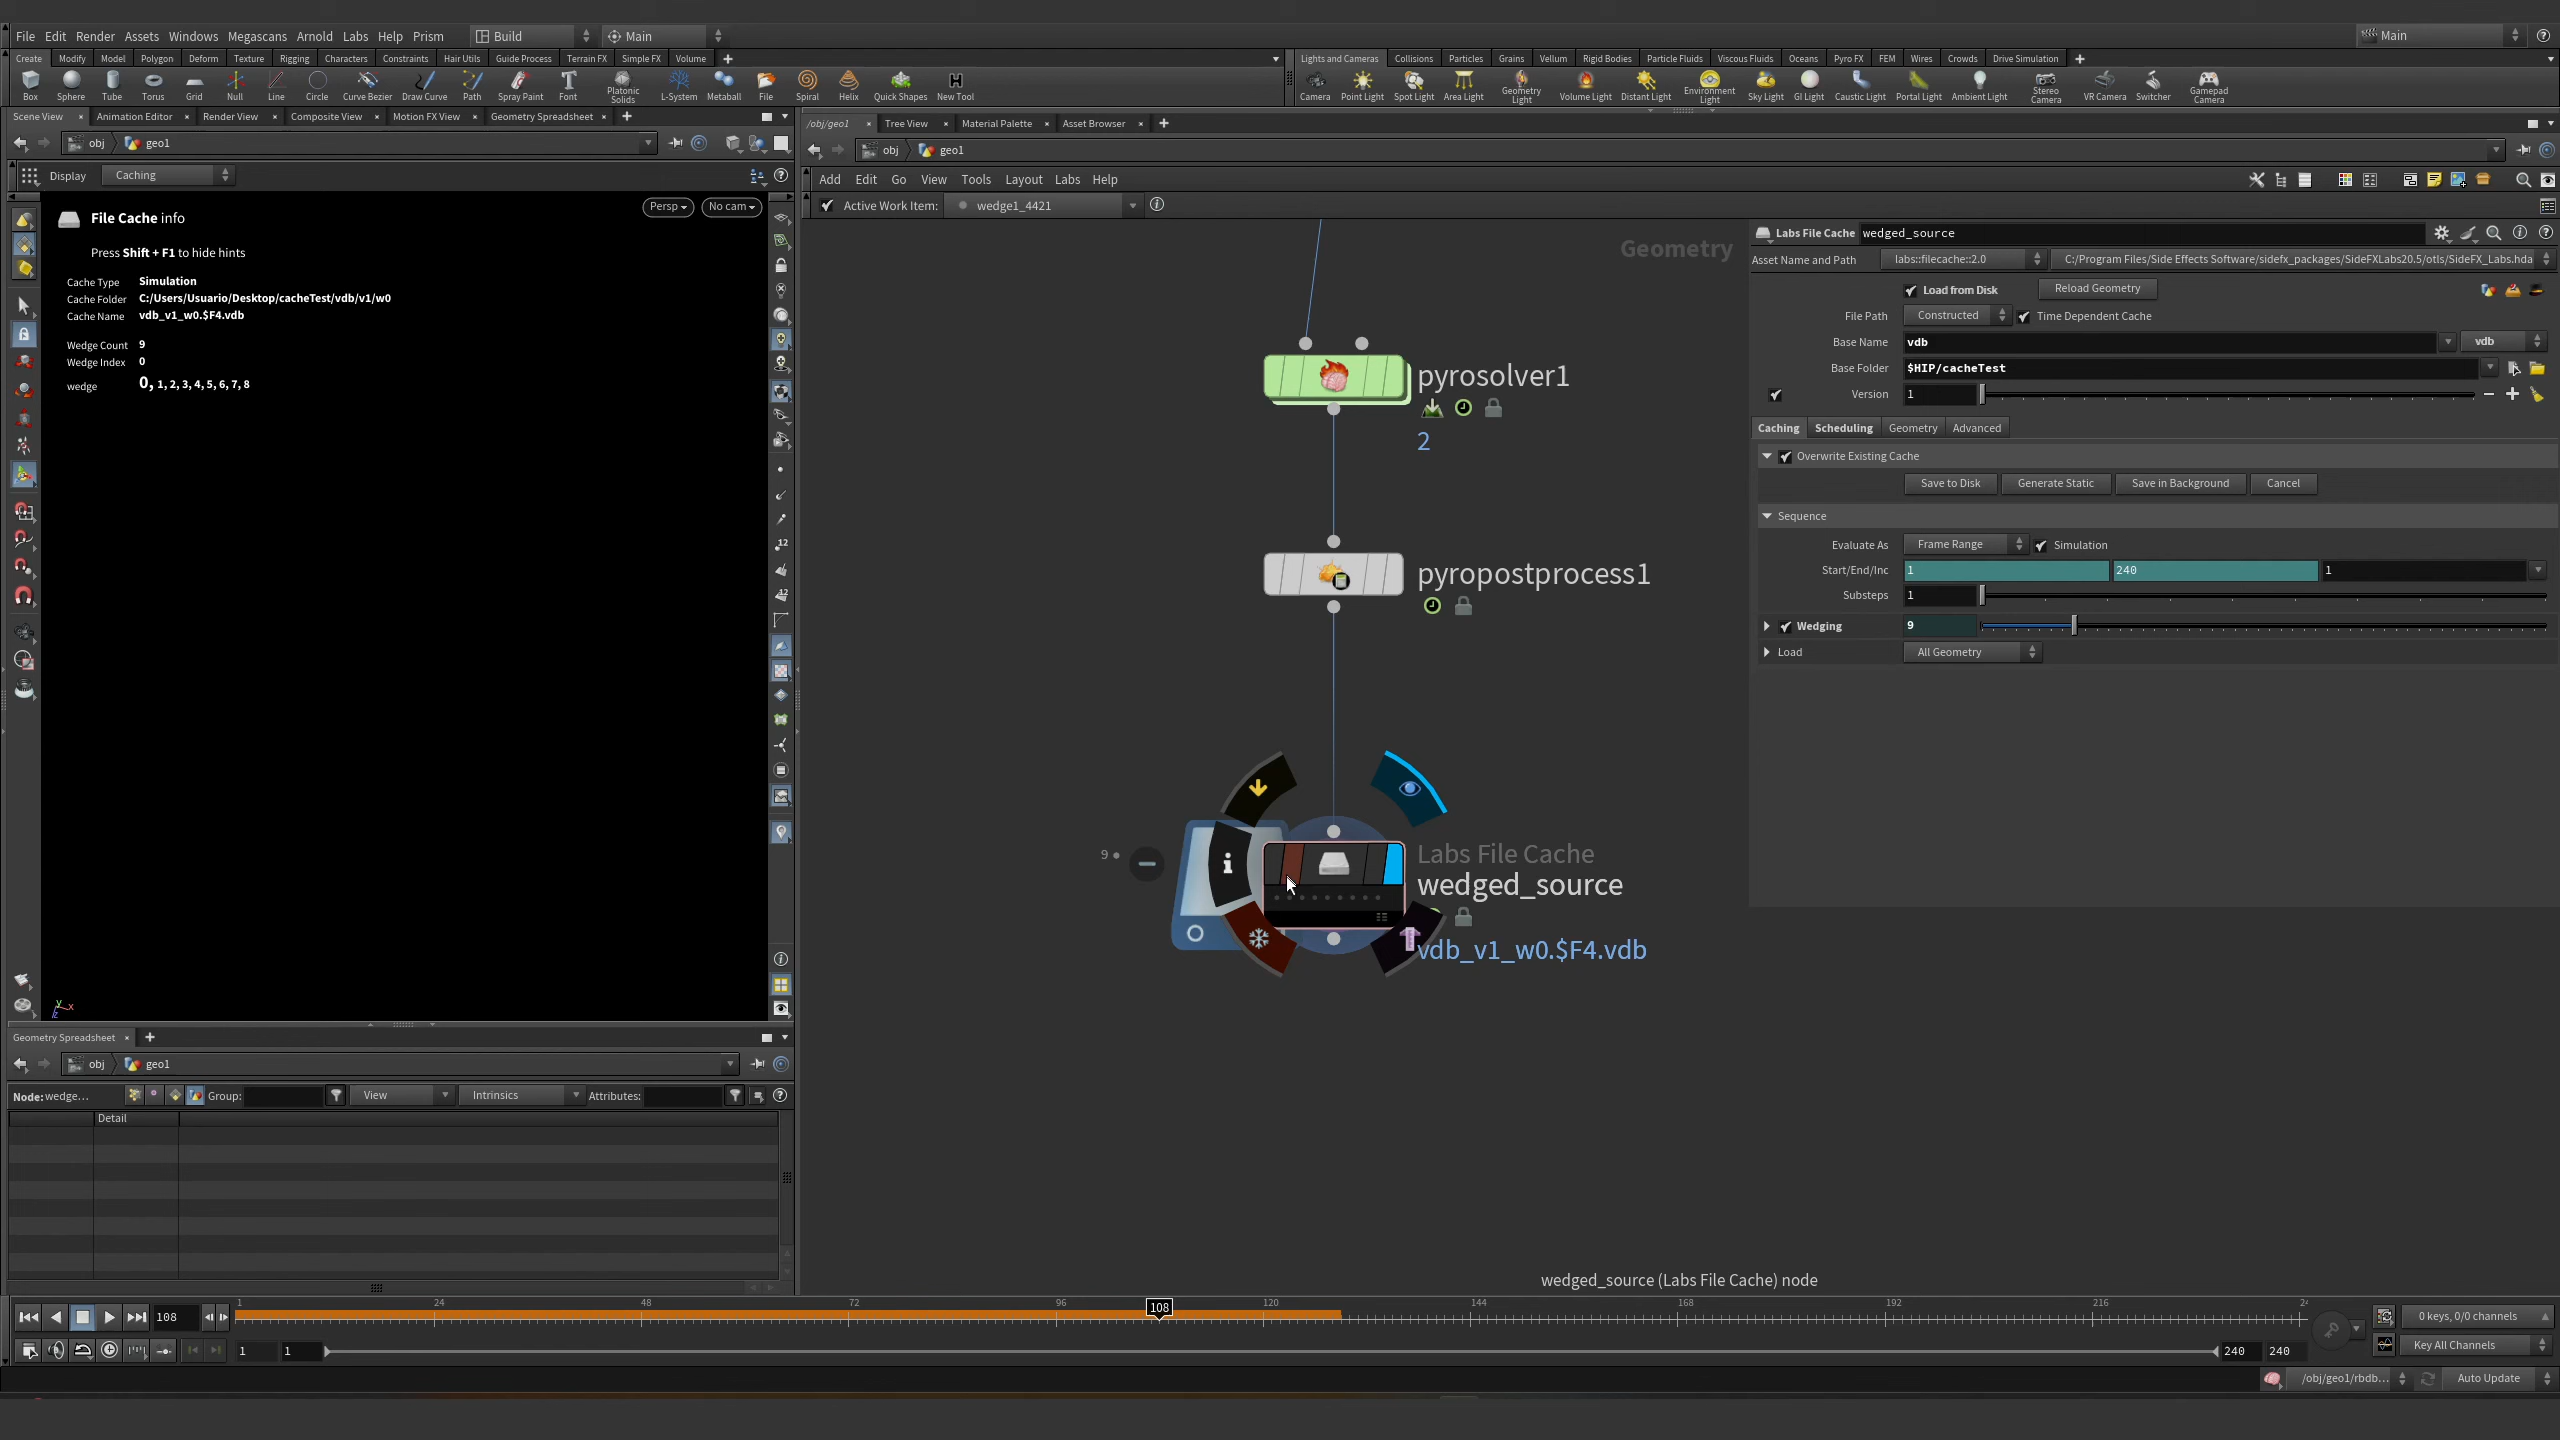 File Edit Render Assets Windows Megascans Arnold Labs Help Prism Build Main Main
Create Modify Model Polygon Deform Texture Rigging Characters Constraints Hair Utils Guide Process Terrain FX Simple FX Volume
Lights and Cameras Collisions Particles Grains Vellum Rigid Bodies Particle Fluids Viscous Fluids Oceans Pyro FX FEM Wires Crowds Drive Simulation
Box Sphere Tube Torus Grid Null Line Circle Curve Bezier Draw Curve Path Spray Paint Font Platonic Solids L-System Metaball File Spiral Helix Quick Shapes New Tool
Camera Point Light Spot Light Area Light Geometry Light Volume Light Distant Light Environment Light Sky Light GI Light Caustic Light Portal Light Ambient Light Stereo Camera VR Camera Switcher Gamepad Camera
Scene View Animation Editor Render View Composite View Motion FX View Geometry Spreadsheet
obj geo1
Display Caching
File Cache info
Persp No cam
Press Shift + F1 to hide hints
Cache Type Simulation
Cache Folder C:/Users/Usuario/Desktop/cacheTest/vdb/v1/w0
Cache Name vdb_v1_w0.$F4.vdb
Wedge Count 9
Wedge Index 0
wedge 0, 1, 2, 3, 4, 5, 6, 7, 8
12
12
y x z
Geometry Spreadsheet
obj geo1
Node: wedge... Group: View Intrinsics Attributes:
Detail
/obj/geo1 Tree View Material Palette Asset Browser
obj geo1
Add Edit Go View Tools Layout Labs Help
Active Work Item: wedge1_4421
Geometry
pyrosolver1
2
pyropostprocess1
9
Labs File Cache
wedged_source
vdb_v1_w0.$F4.vdb
wedged_source (Labs File Cache) node
Labs File Cache wedged_source
Asset Name and Path labs::filecache::2.0 C:/Program Files/Side Effects Software/sidefx_packages/SideFXLabs20.5/otls/SideFX_Labs.hda
Load from Disk Reload Geometry
File Path Constructed Time Dependent Cache
Base Name vdb vdb
Base Folder $HIP/cacheTest
Version 1
Caching Scheduling Geometry Advanced
Overwrite Existing Cache
Save to Disk Generate Static Save in Background Cancel
Sequence
Evaluate As Frame Range Simulation
Start/End/Inc 1 240 1
Substeps 1
Wedging 9
Load All Geometry
108 1 24 48 72 96 108 120 144 168 192 216 0 keys, 0/0 channels
1 1 240 240 Key All Channels
/obj/geo1/rbdb... Auto Update